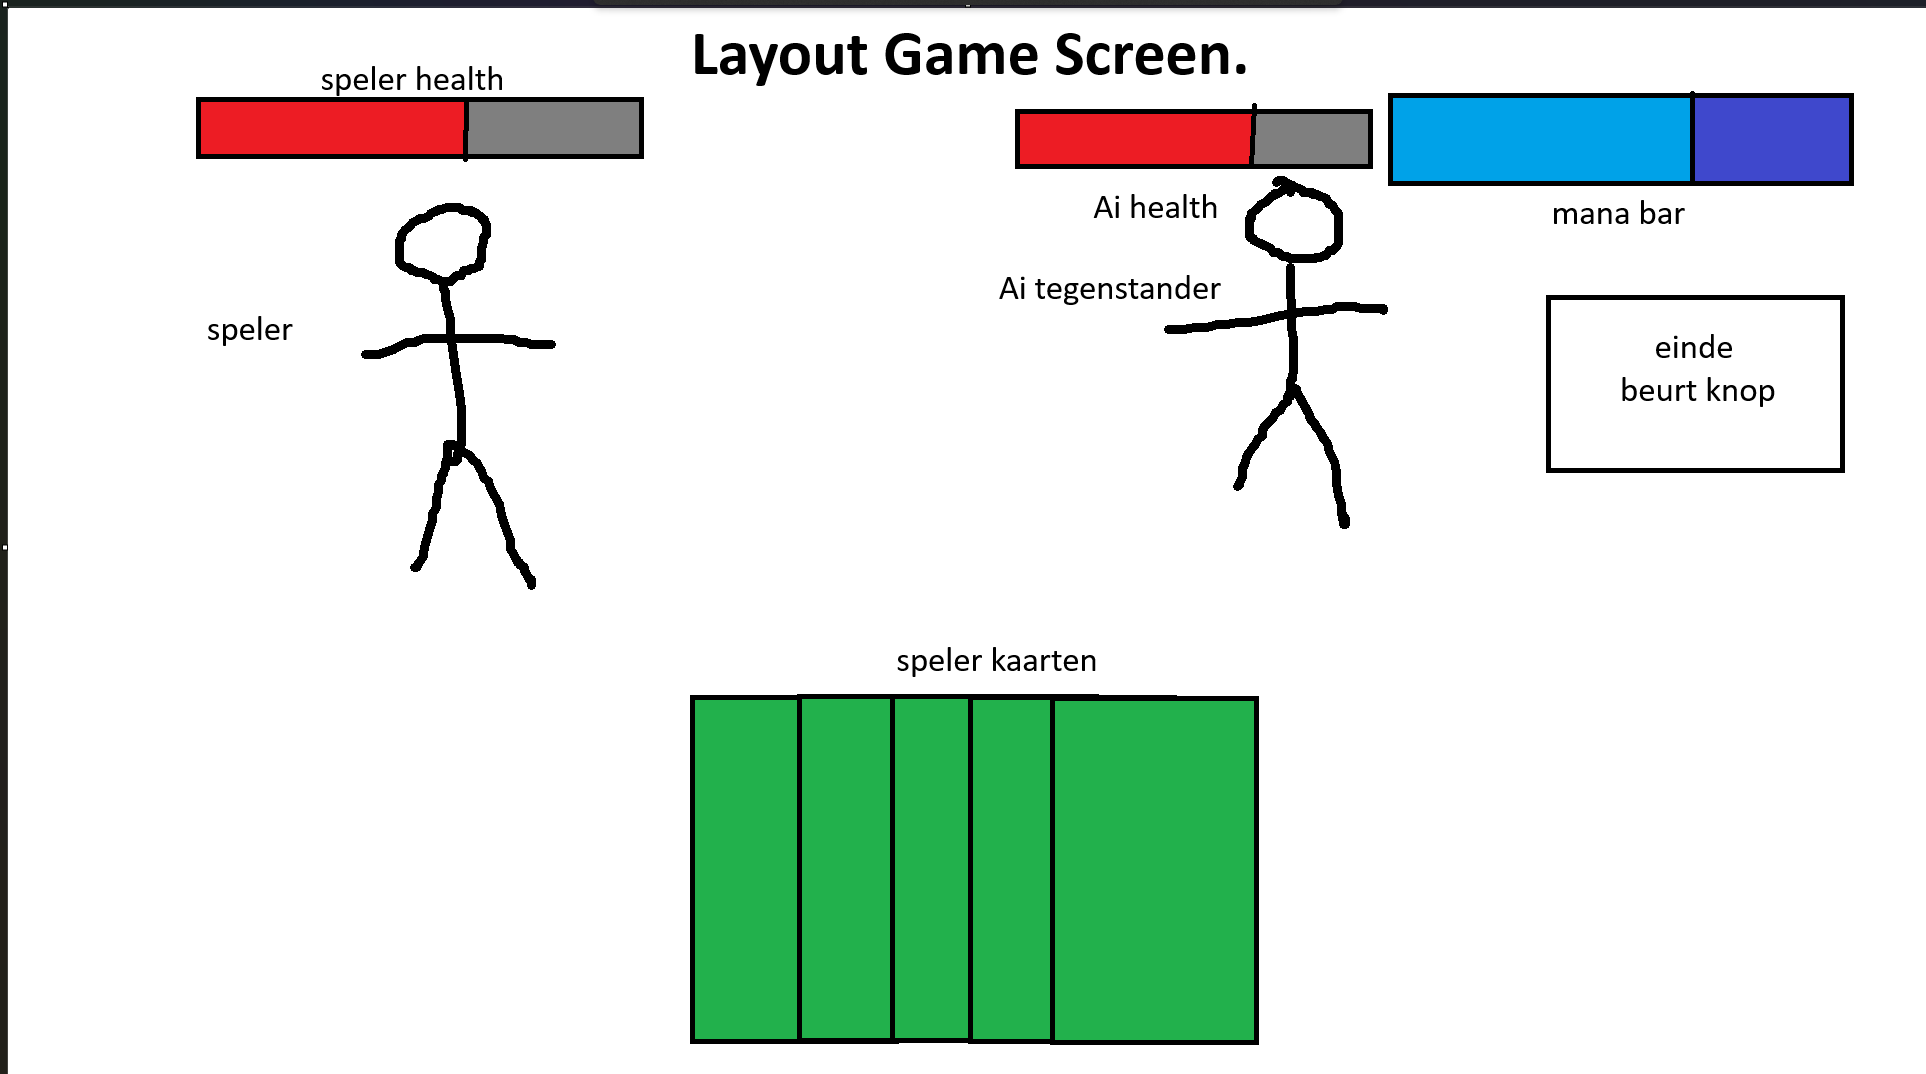 Layout Game Screen.
speler health
Ai health
mana bar
Ai tegenstander
speler
einde
beurt knop
speler kaarten